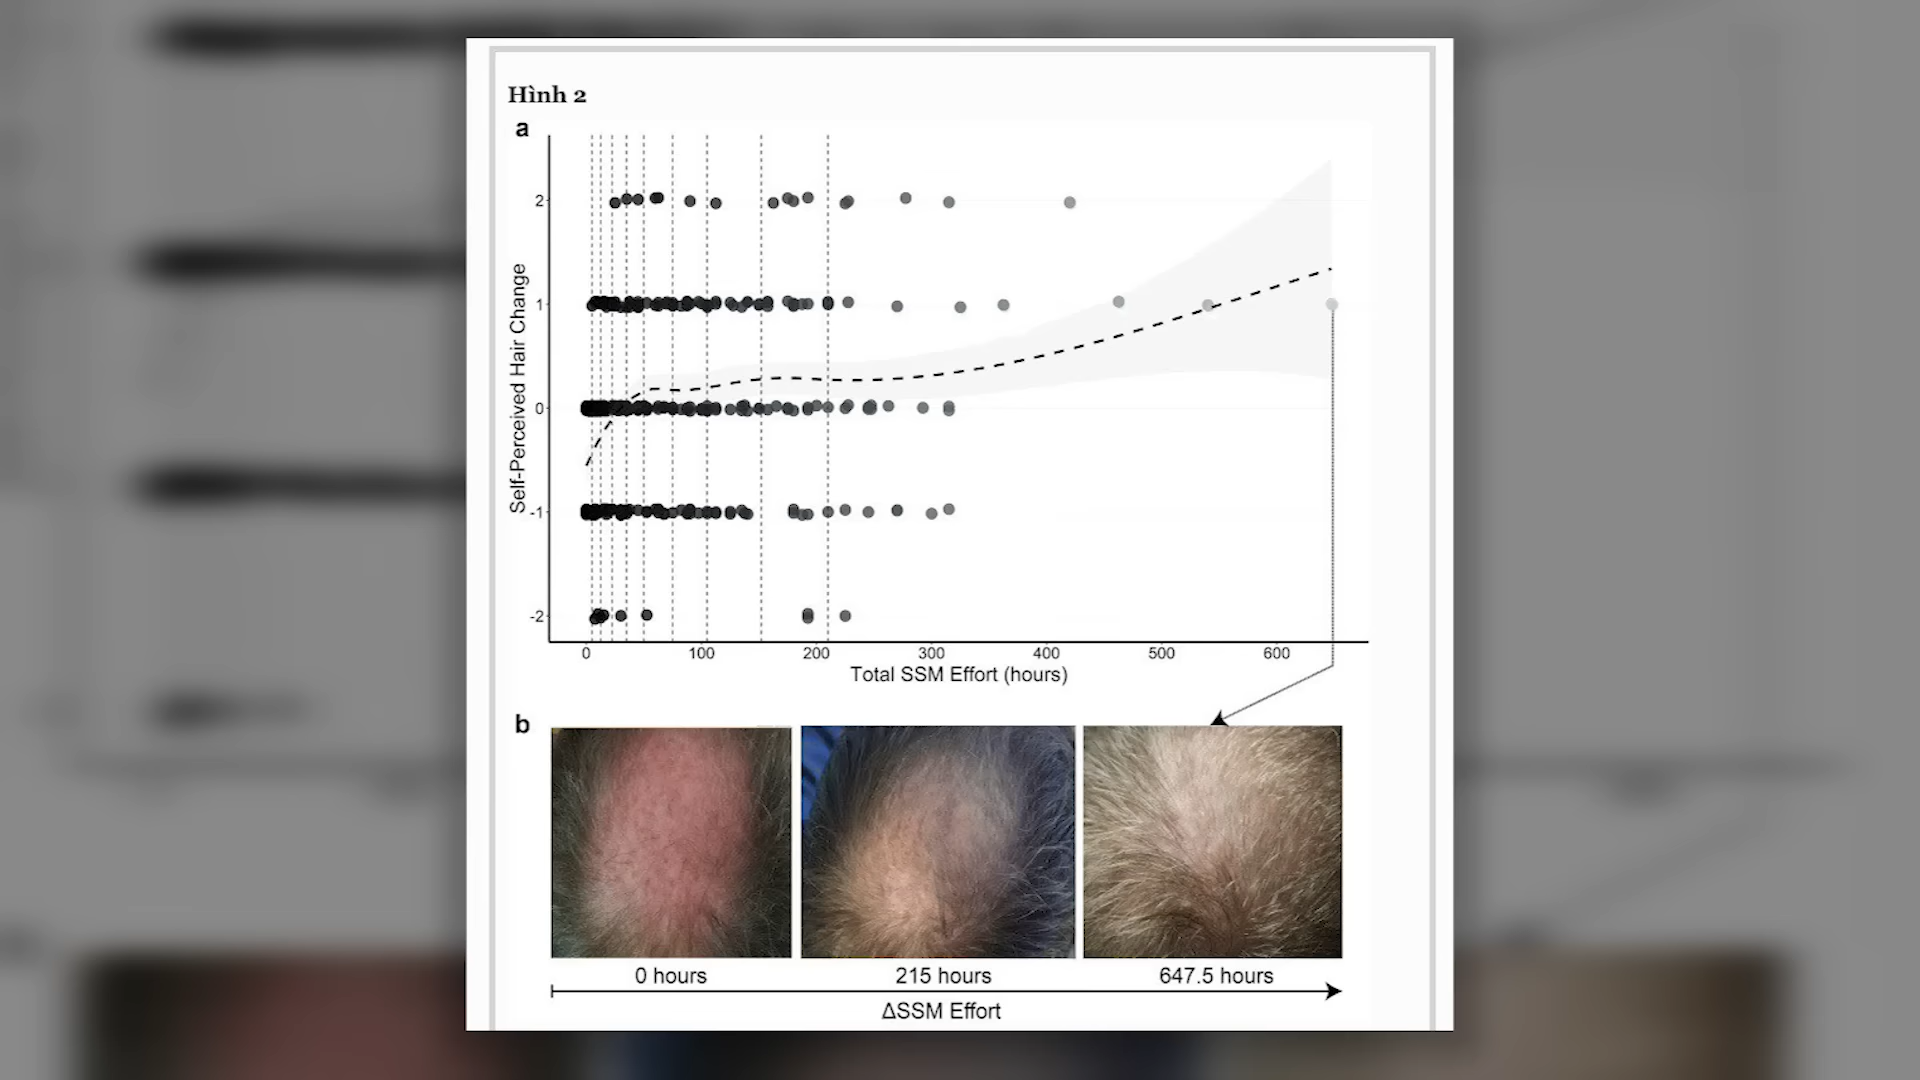 Hình 2
a
Self-Perceived Hair Change
2
1
0
-1
-2
0 100 200 300 400 500 600
Total SSM Effort (hours)
b
0 hours 215 hours 647.5 hours
ΔSSM Effort